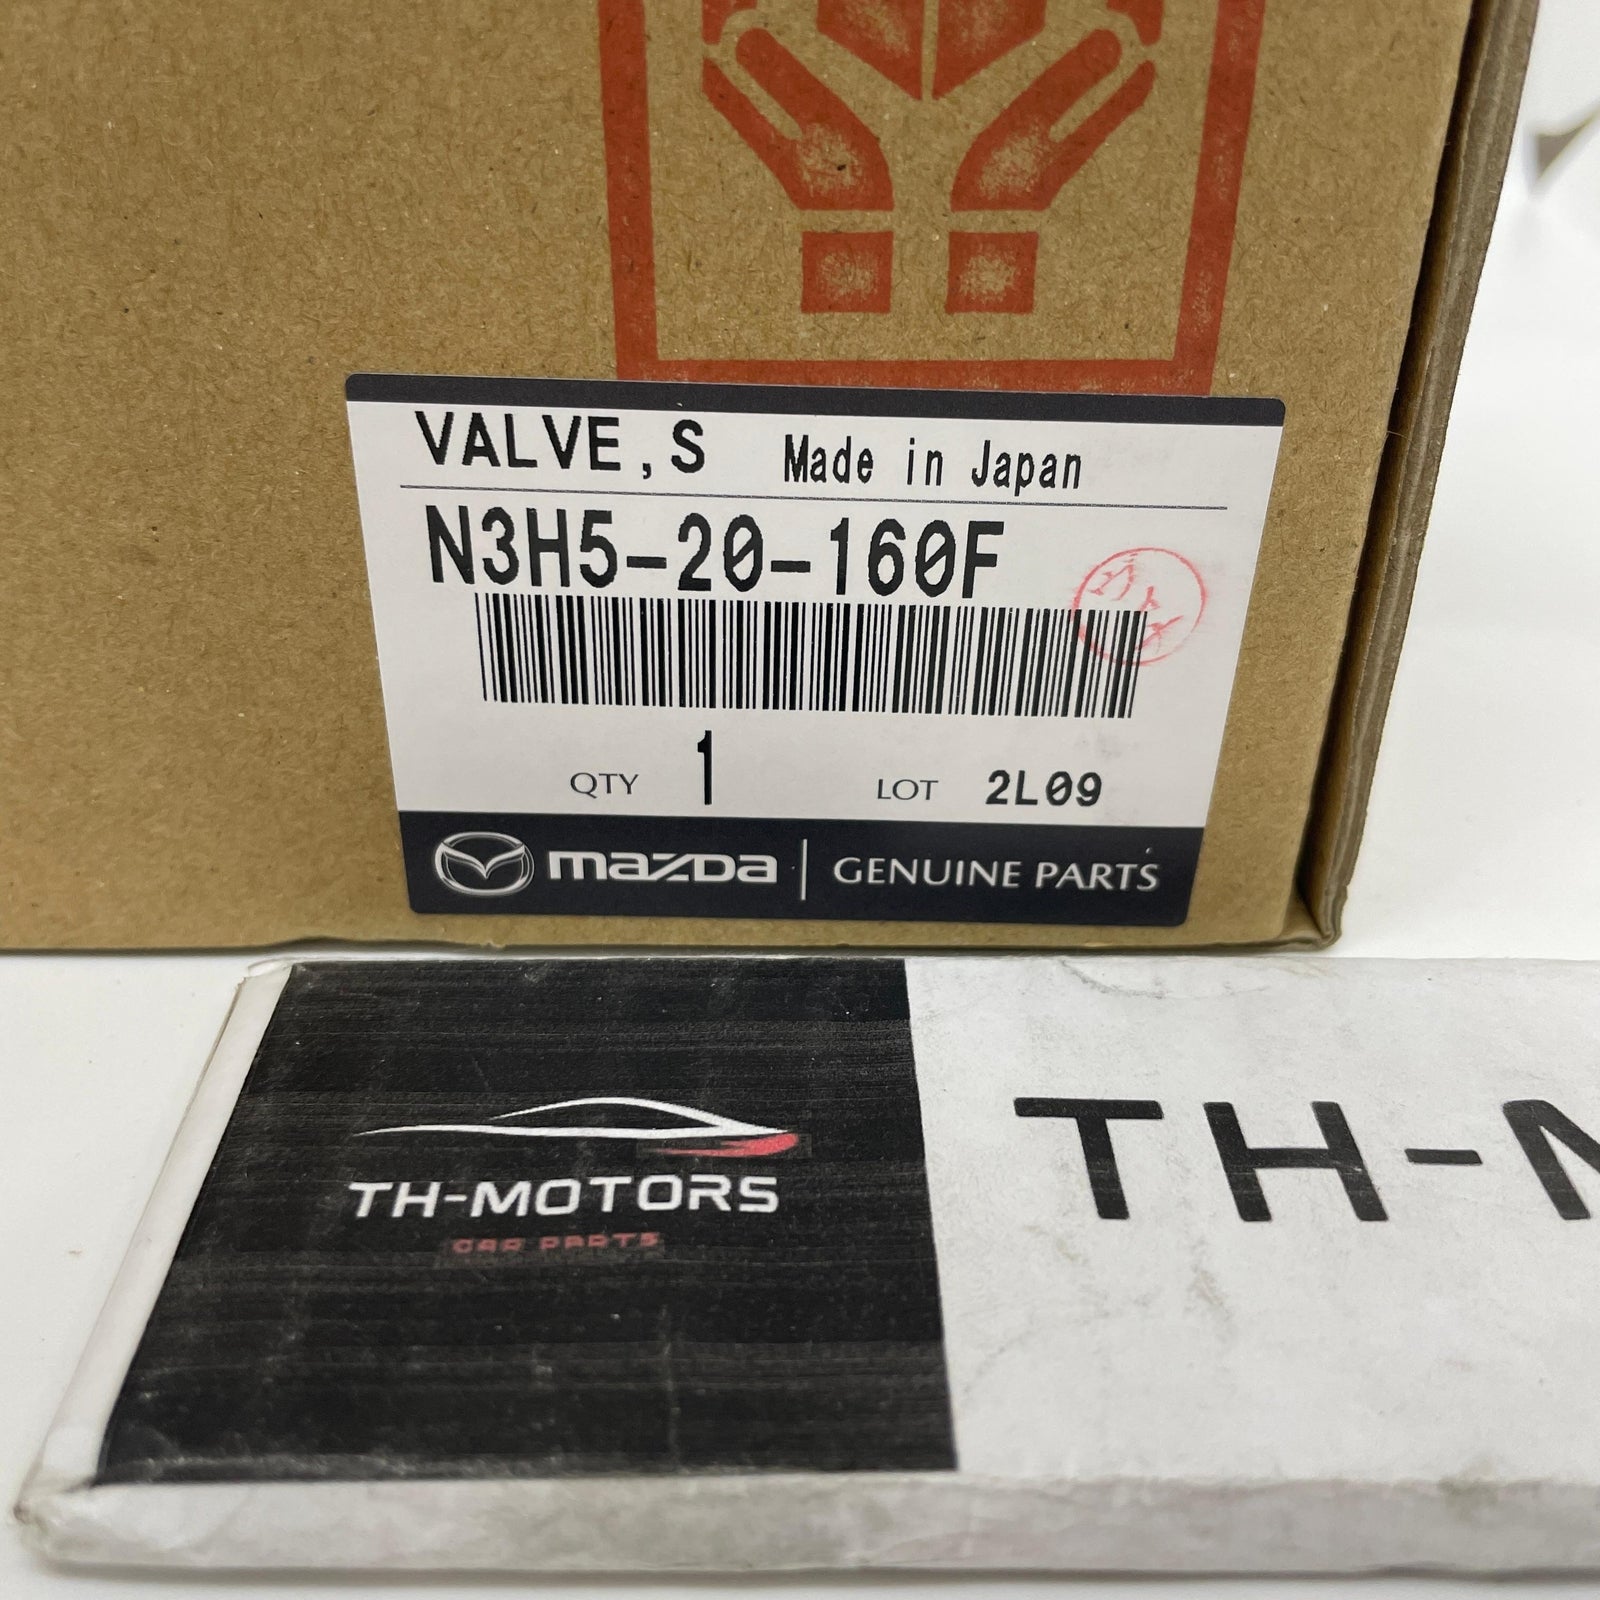 VALVE,S Made in Japan
N3H5-20-160F
QTY 1 LOT 2L09
mazda GENUINE PARTS
TH-MOTORS
CAR PARTS
TH-M